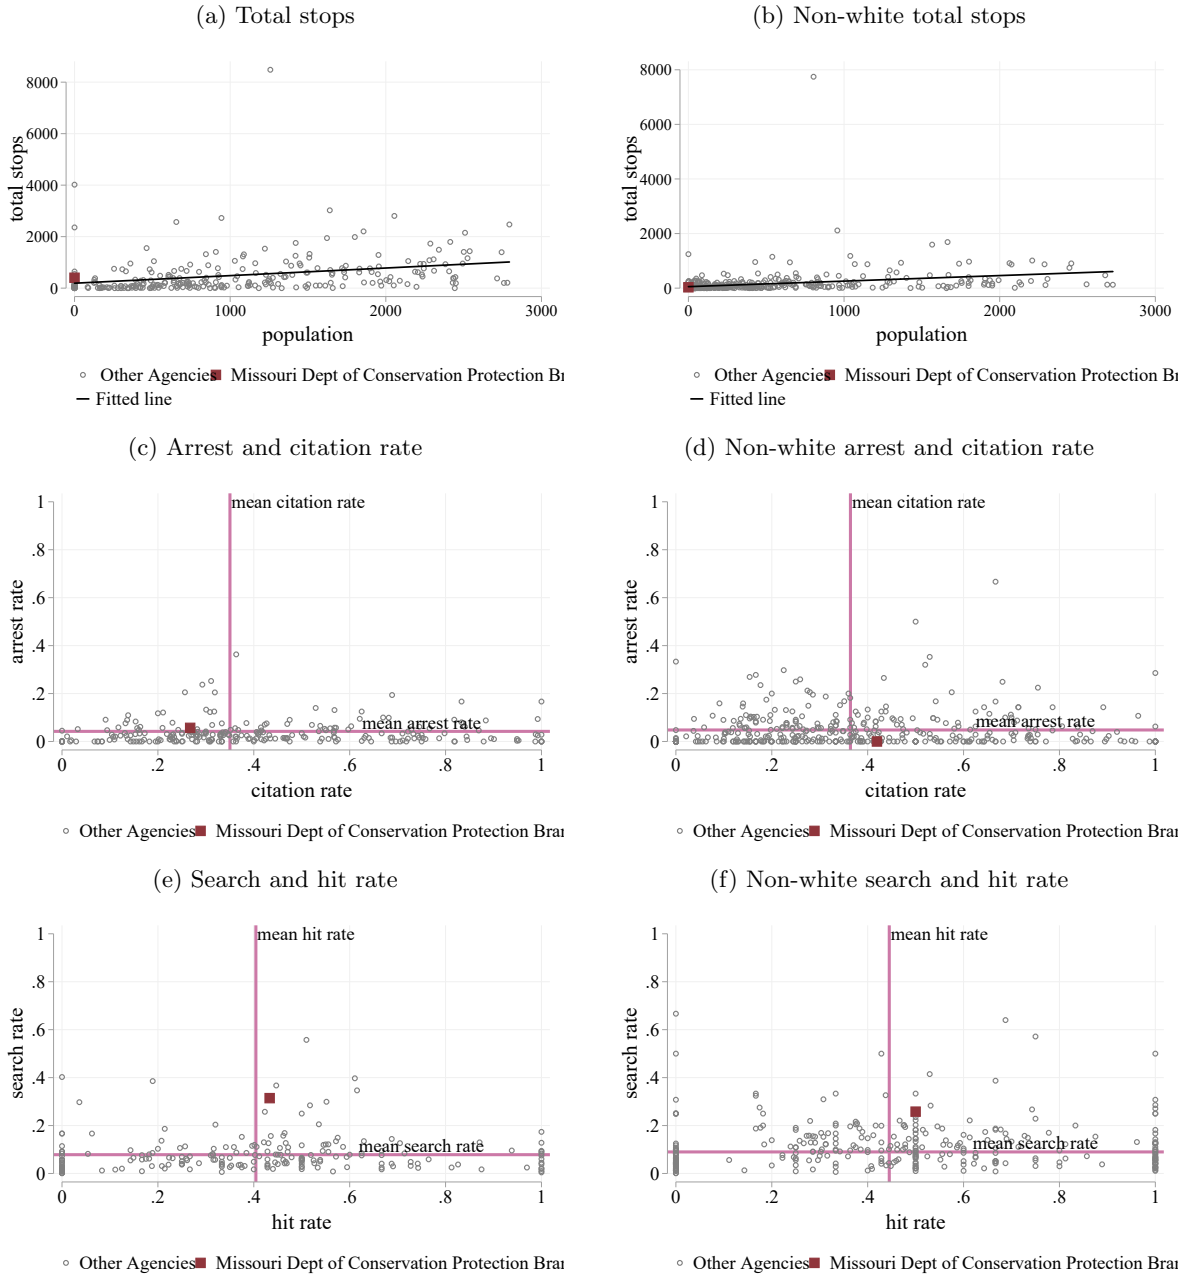 (a) Total stops
(b) Non-white total stops
8000
6000
4000
2000
0
total stops
0
1000
2000
3000
population
Other Agencies
Missouri Dept of Conservation Protection Br
Fitted line
8000
6000
4000
2000
0
total stops
0
1000
2000
3000
population
Other Agencies
Missouri Dept of Conservation Protection Br
Fitted line
(c) Arrest and citation rate
(d) Non-white arrest and citation rate
mean citation rate
1
.8
.6
.4
.2
0
arrest rate
mean arrest rate
0
.2
.4
.6
.8
1
citation rate
Other Agencies
Missouri Dept of Conservation Protection Brar
mean citation rate
1
.8
.6
.4
.2
0
arrest rate
mean arrest rate
0
.2
.4
.6
.8
1
citation rate
Other Agencies
Missouri Dept of Conservation Protection Brar
(e) Search and hit rate
(f) Non-white search and hit rate
mean hit rate
1
.8
.6
.4
.2
0
search rate
mean search rate
0
.2
.4
.6
.8
1
hit rate
Other Agencies
Missouri Dept of Conservation Protection Brar
mean hit rate
1
.8
.6
.4
.2
0
search rate
mean search rate
0
.2
.4
.6
.8
1
hit rate
Other Agencies
Missouri Dept of Conservation Protection Brar